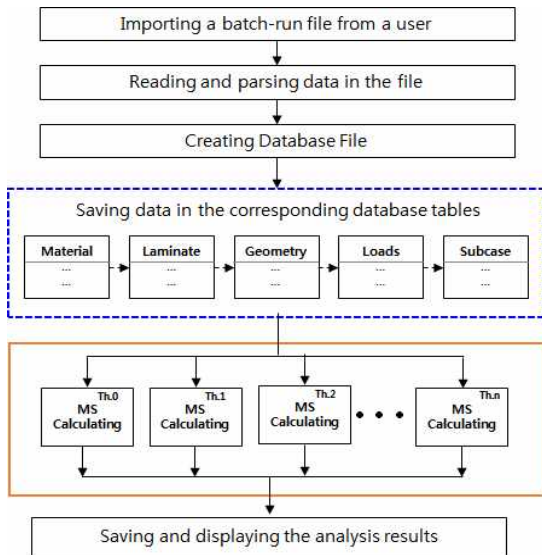 Importing a batch-run file from a user
Reading and parsing data in the file
Creating Database File
Saving data in the corresponding database tables
Material Laminate Geometry Loads Subcase
... ... ... ... ...
... ... ... ... ...
Th.0 Th.1 Th.2 Th.n
MS MS MS • • • MS
Calculating Calculating Calculating Calculating
Saving and displaying the analysis results